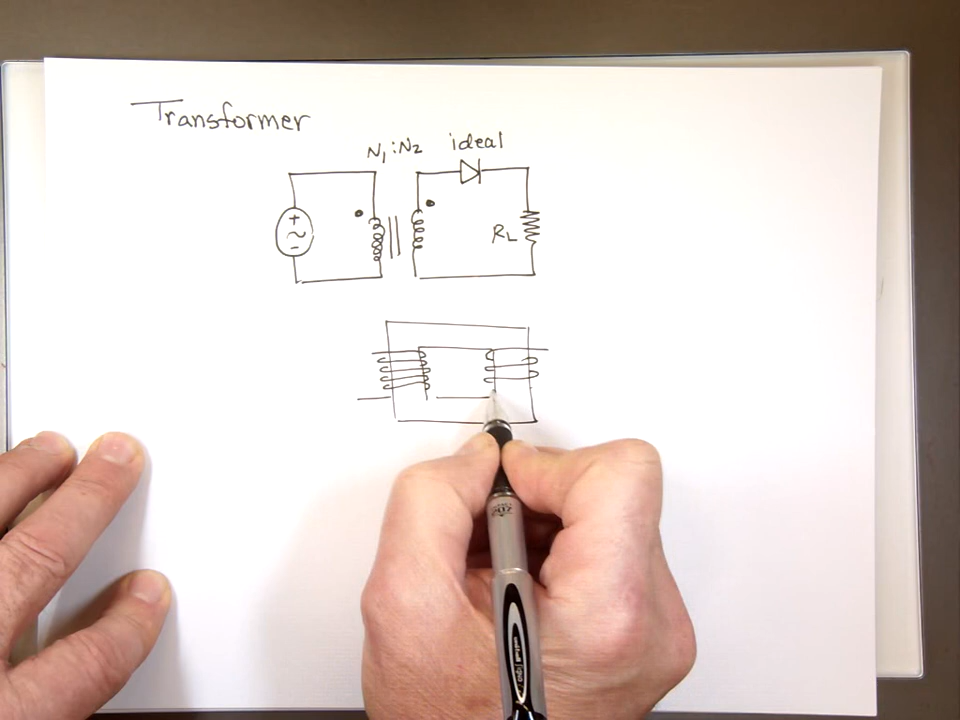 Transformer
N₁:N₂ ideal
+
~
-
RL